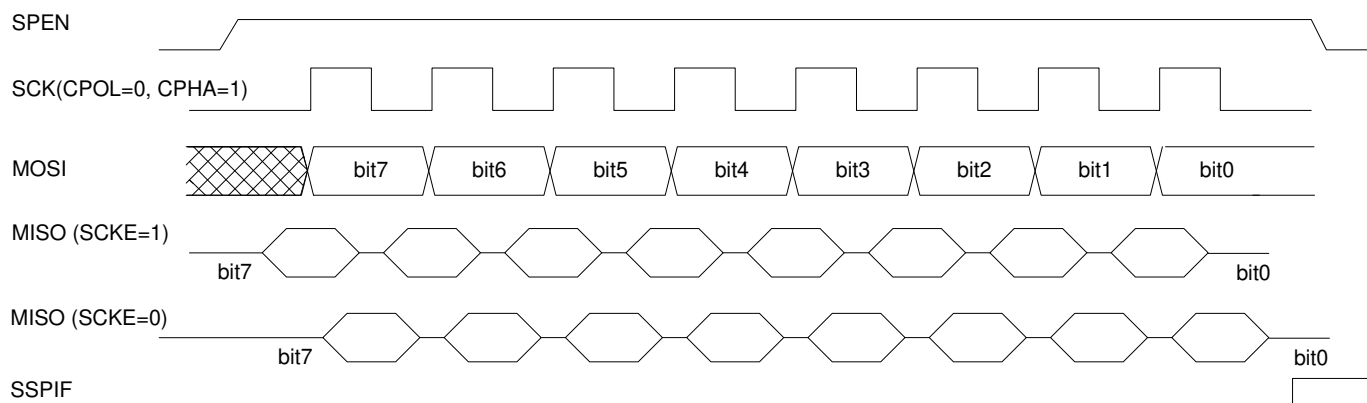 SPEN
SCK(CPOL=0, CPHA=1)
MOSI
bit7 bit6 bit5 bit4 bit3 bit2 bit1 bit0
MISO (SCKE=1)
bit7 bit0
MISO (SCKE=0)
bit7 bit0
SSPIF